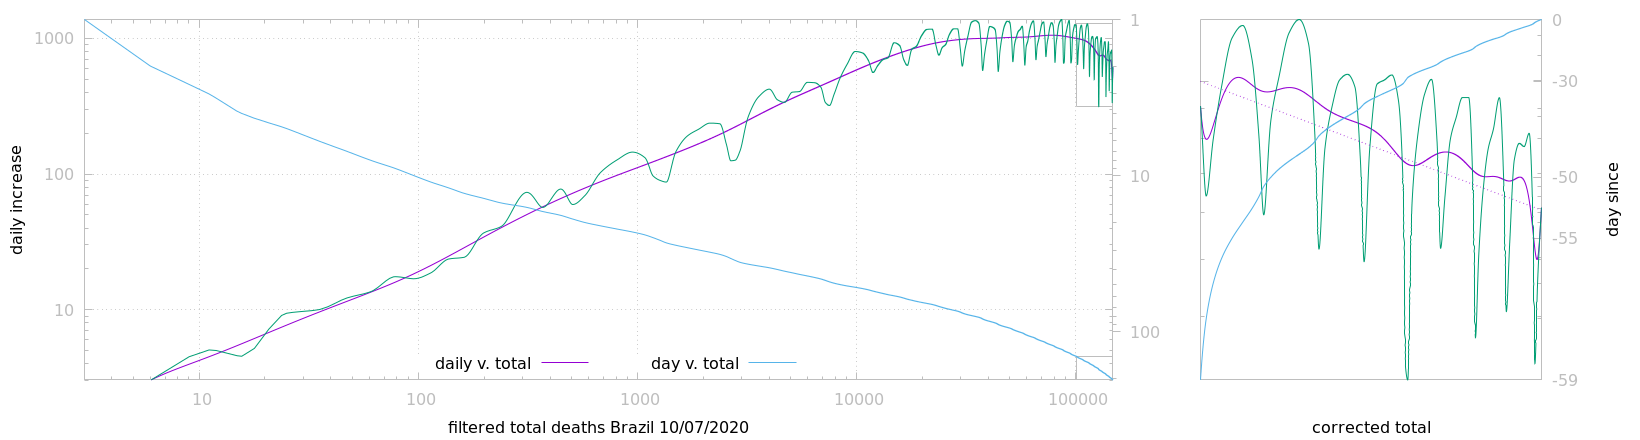 daily increase
1000
100
10
10
100
1000
10000
100000
1
10
100
daily v. total
day v. total
filtered total deaths Brazil 10/07/2020
0
-30
-50
-55
-59
day since
corrected total